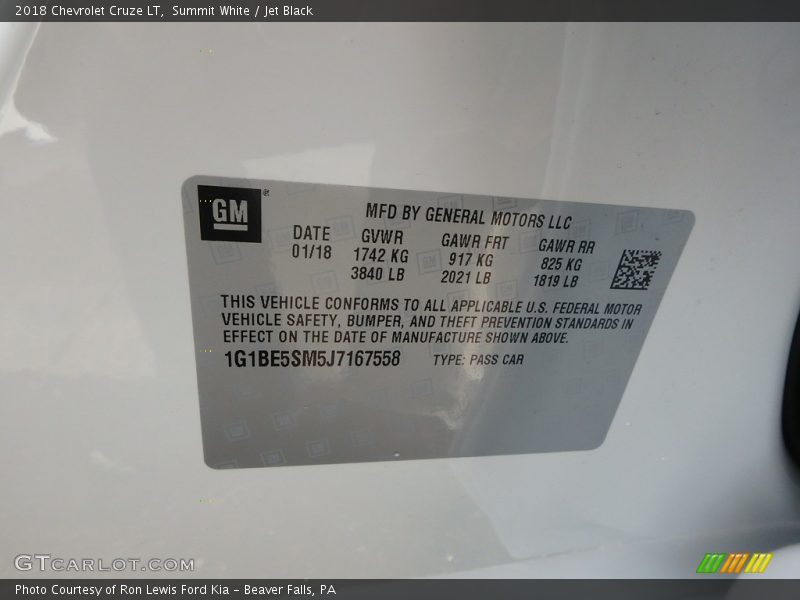 2018 Chevrolet Cruze LT,  Summit White / Jet Black
GM®
MFD BY GENERAL MOTORS LLC
DATE GVWR GAWR FRT GAWR RR
01/18 1742 KG 917 KG 825 KG
3840 LB 2021 LB 1819 LB
THIS VEHICLE CONFORMS TO ALL APPLICABLE U.S. FEDERAL MOTOR
VEHICLE SAFETY, BUMPER, AND THEFT PREVENTION STANDARDS IN
EFFECT ON THE DATE OF MANUFACTURE SHOWN ABOVE.
1G1BE5SM5J7167558 TYPE: PASS CAR
GTCARLOT.COM
Photo Courtesy of Ron Lewis Ford Kia - Beaver Falls, PA